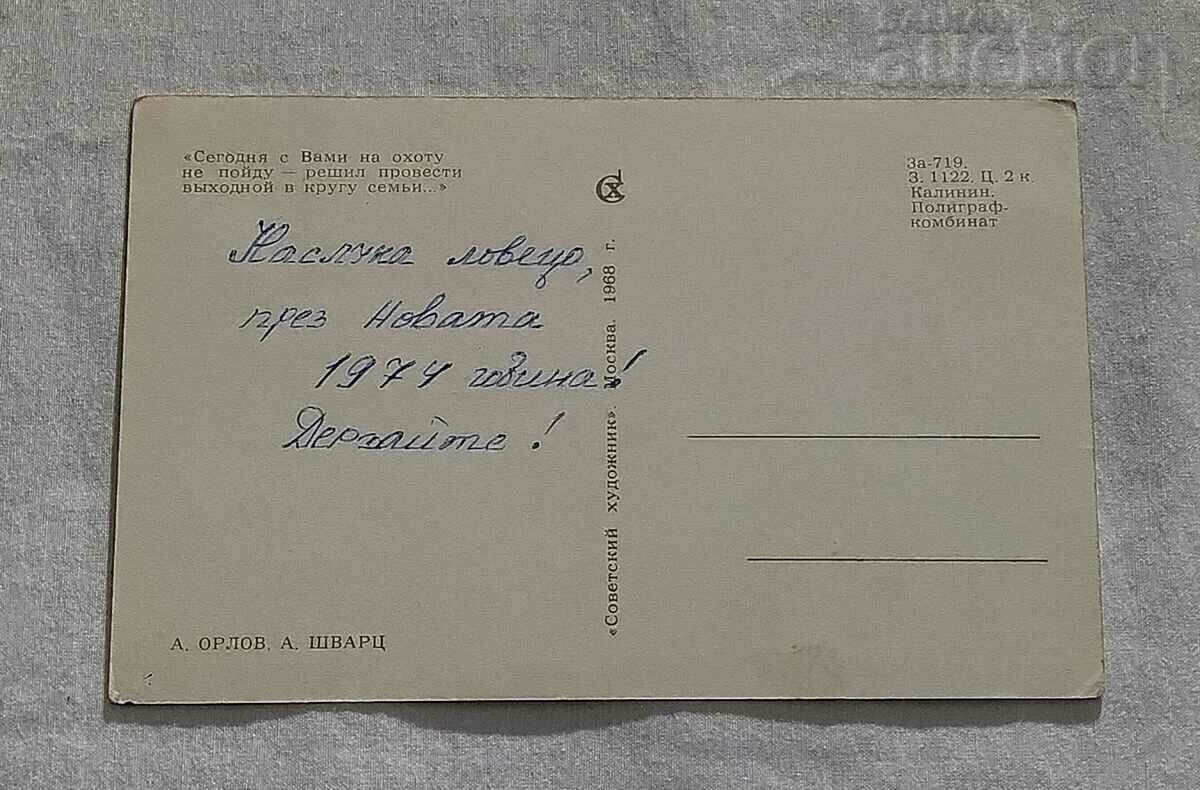 «Сегодня с Вами на охоту
не пойду — решил провести
выходной в кругу семьи...»
Наслука ловецо,
през Новата
1974 година!
Дерзайте!
А. ОРЛОВ, А. ШВАРЦ
СХ
«Советский художник». Москва. 1968 г.
За-719.
З. 1122. Ц. 2 к.
Калинин.
Полиграф-
комбинат